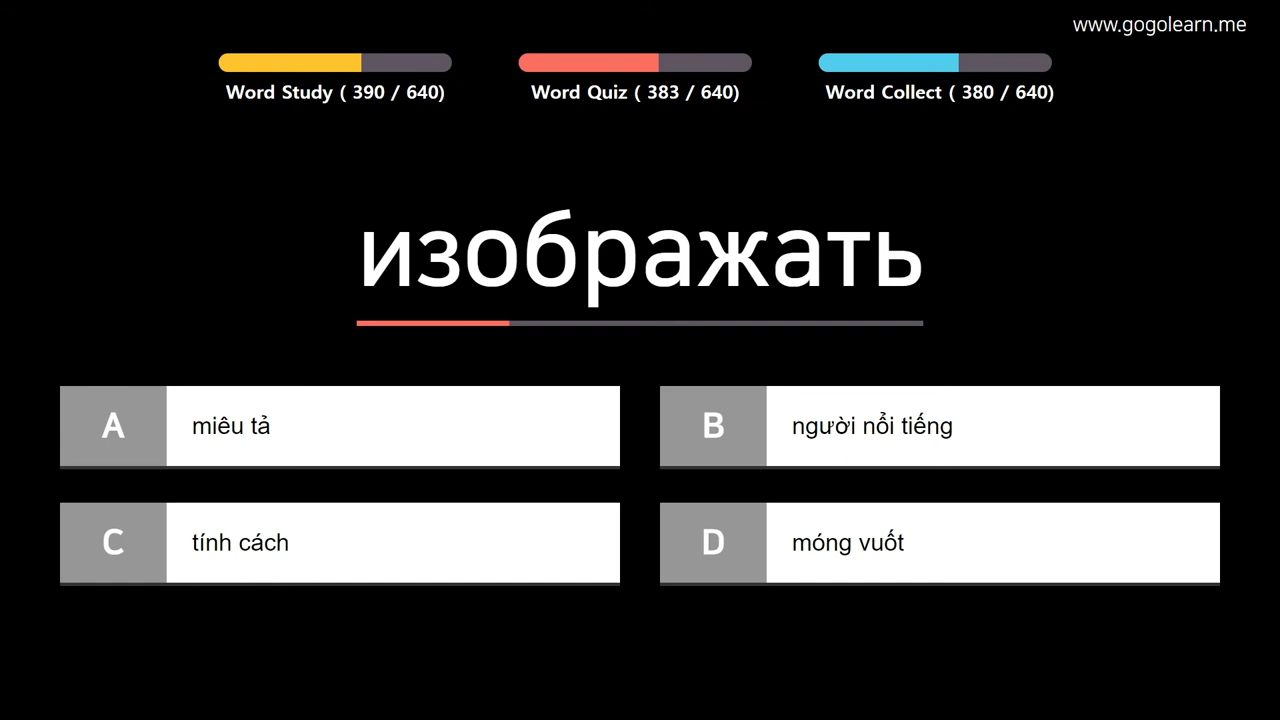 www.gogolearn.me
Word Study ( 390 / 640)
Word Quiz ( 383 / 640)
Word Collect ( 380 / 640)
изображать
A miêu tả
B người nổi tiếng
C tính cách
D móng vuốt